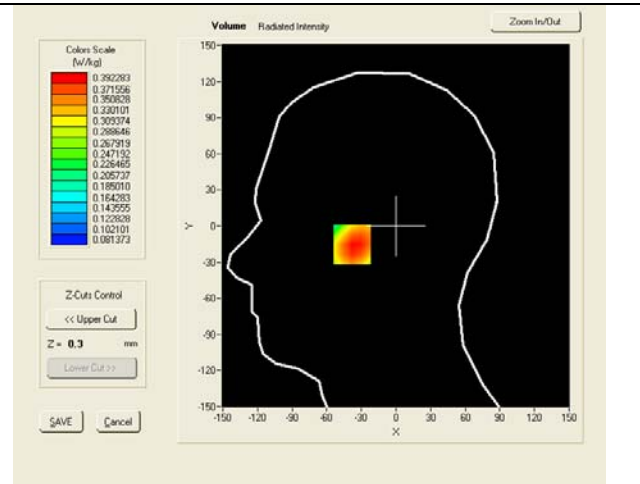 Volume Radiated Intensity
Zoom In/Out
Colors Scale
(W/kg)
0.392283
0.371556
0.350828
0.330101
0.309374
0.288646
0.267919
0.247192
0.226465
0.205737
0.185010
0.164283
0.143555
0.122828
0.102101
0.081373
Z-Cuts Control
<< Upper Cut
Z = 0.3 mm
Lower Cut >>
SAVE Cancel
150
120
90
60
30
0
-30
-60
-90
-120
-150
Y
-150 -120 -90 -60 -30 0 30 60 90 120 150
X